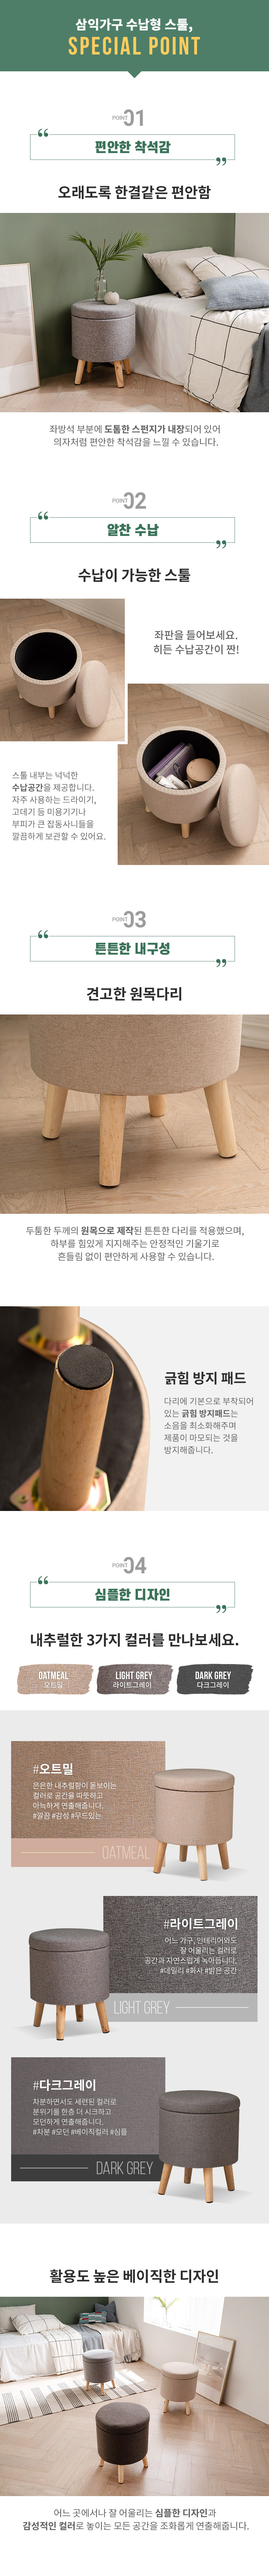 삼익가구 수납형 스툴,
SPECIAL POINT
POINT 01
“ 편안한 착석감 ”
오래도록 한결같은 편안함
좌방석 부분에 도톰한 스펀지가 내장되어 있어
의자처럼 편안한 착석감을 느낄 수 있습니다.
POINT 02
“ 알찬 수납 ”
수납이 가능한 스툴
좌판을 들어보세요.
히든 수납공간이 짠!
스툴 내부는 넉넉한
수납공간을 제공합니다.
자주 사용하는 드라이기,
고데기 등 미용기기나
부피가 큰 잡동사니들을
깔끔하게 보관할 수 있어요.
POINT 03
“ 튼튼한 내구성 ”
견고한 원목다리
두툼한 두께의 원목으로 제작된 튼튼한 다리를 적용했으며,
하부를 힘있게 지지해주는 안정적인 기울기로
흔들림 없이 편안하게 사용할 수 있습니다.
긁힘 방지 패드
다리에 기본으로 부착되어
있는 긁힘 방지패드는
소음을 최소화해주며
제품이 마모되는 것을
방지해줍니다.
POINT 04
“ 심플한 디자인 ”
내추럴한 3가지 컬러를 만나보세요.
OATMEAL
오트밀
LIGHT GREY
라이트그레이
DARK GREY
다크그레이
#오트밀
은은한 내추럴함이 돋보이는
컬러로 공간을 따뜻하고
아늑하게 연출해줍니다.
#깔끔 #감성 #무드있는
OATMEAL
#라이트그레이
어느 가구, 인테리어와도
잘 어울리는 컬러로
공간과 자연스럽게 녹아듭니다.
#데일리 #화사 #밝은 공간
LIGHT GREY
#다크그레이
차분하면서도 세련된 컬러로
분위기를 한층 더 시크하고
모던하게 연출해줍니다.
#차분 #모던 #베이직컬러 #심플
DARK GREY
활용도 높은 베이직한 디자인
어느 곳에서나 잘 어울리는 심플한 디자인과
감성적인 컬러로 놓이는 모든 공간을 조화롭게 연출해줍니다.